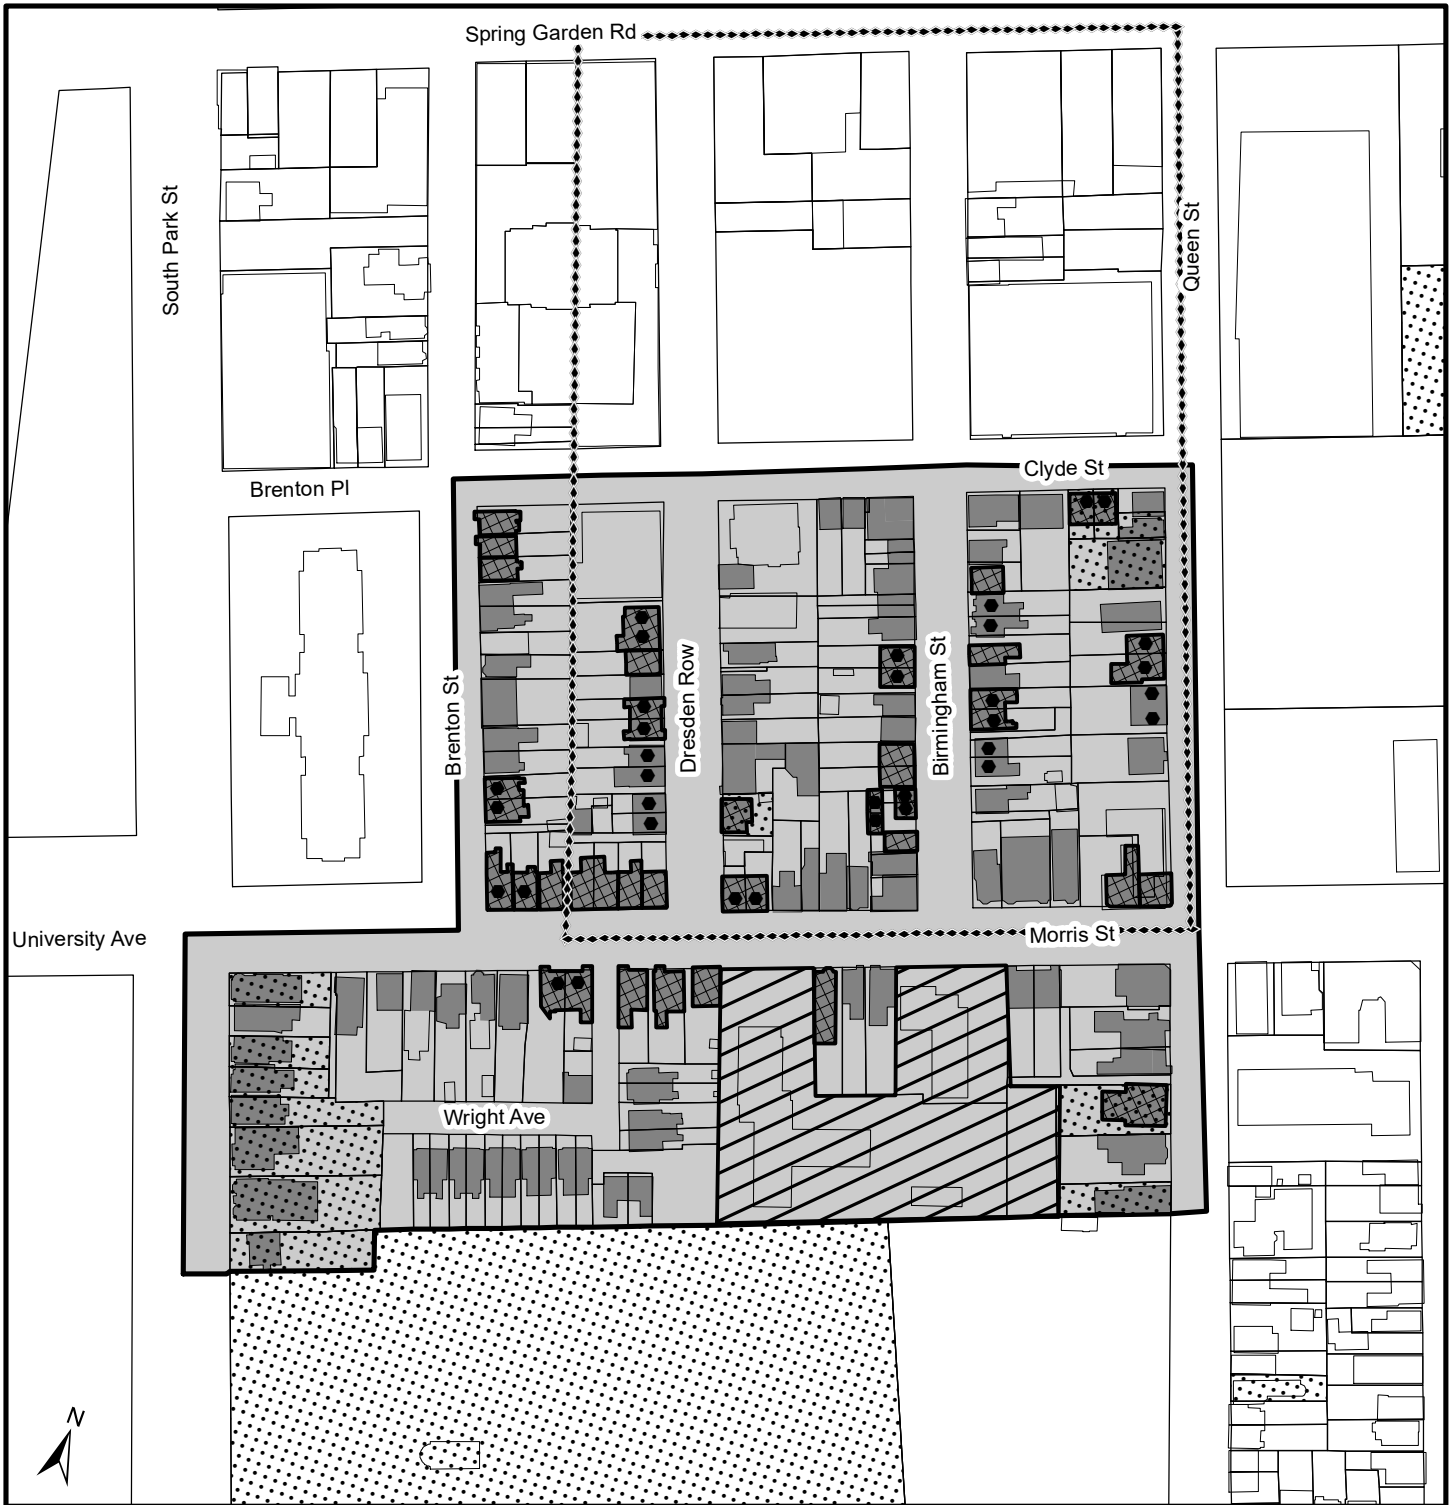 Spring Garden Rd
South Park St
Queen St
Clyde St
Brenton Pl
Brenton St
Dresden Row
Birmingham St
University Ave
Morris St
Wright Ave
N